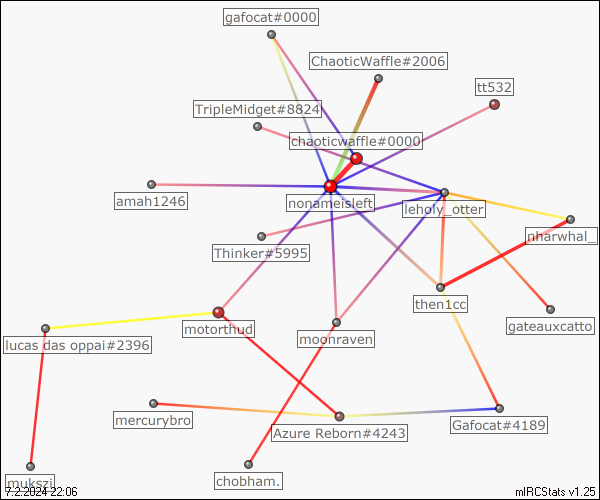 gafocat#0000
ChaoticWaffle#2006
tt532
TripleMidget#8824
chaoticwaffle#0000
amah1246
nonameisleft
leholy_otter
nharwhal_
Thinker#5995
then1cc
gateauxcatto
motorthud
moonraven
lucas das oppai#2396
mercurybro
Azure Reborn#4243
Gafocat#4189
mukszi
chobham.
7.2.2024 22:06
mIRCStats v1.25